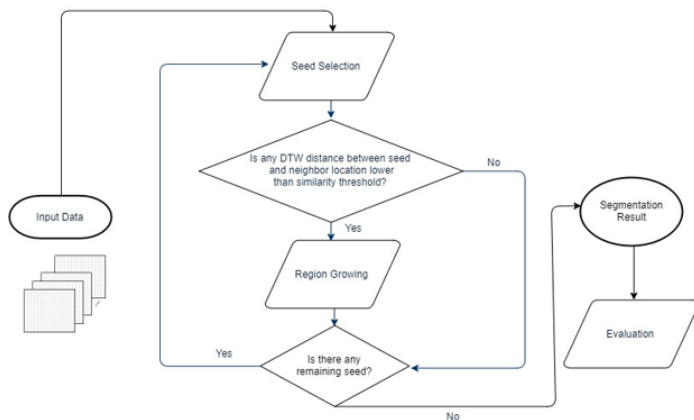 Seed Selection
Is any DTW distance between seed
and neighbor location lower
than similarity threshold?
No
Yes
Input Data
Segmentation
Result
Region Growing
Evaluation
Yes
Is there any
remaining seed?
No